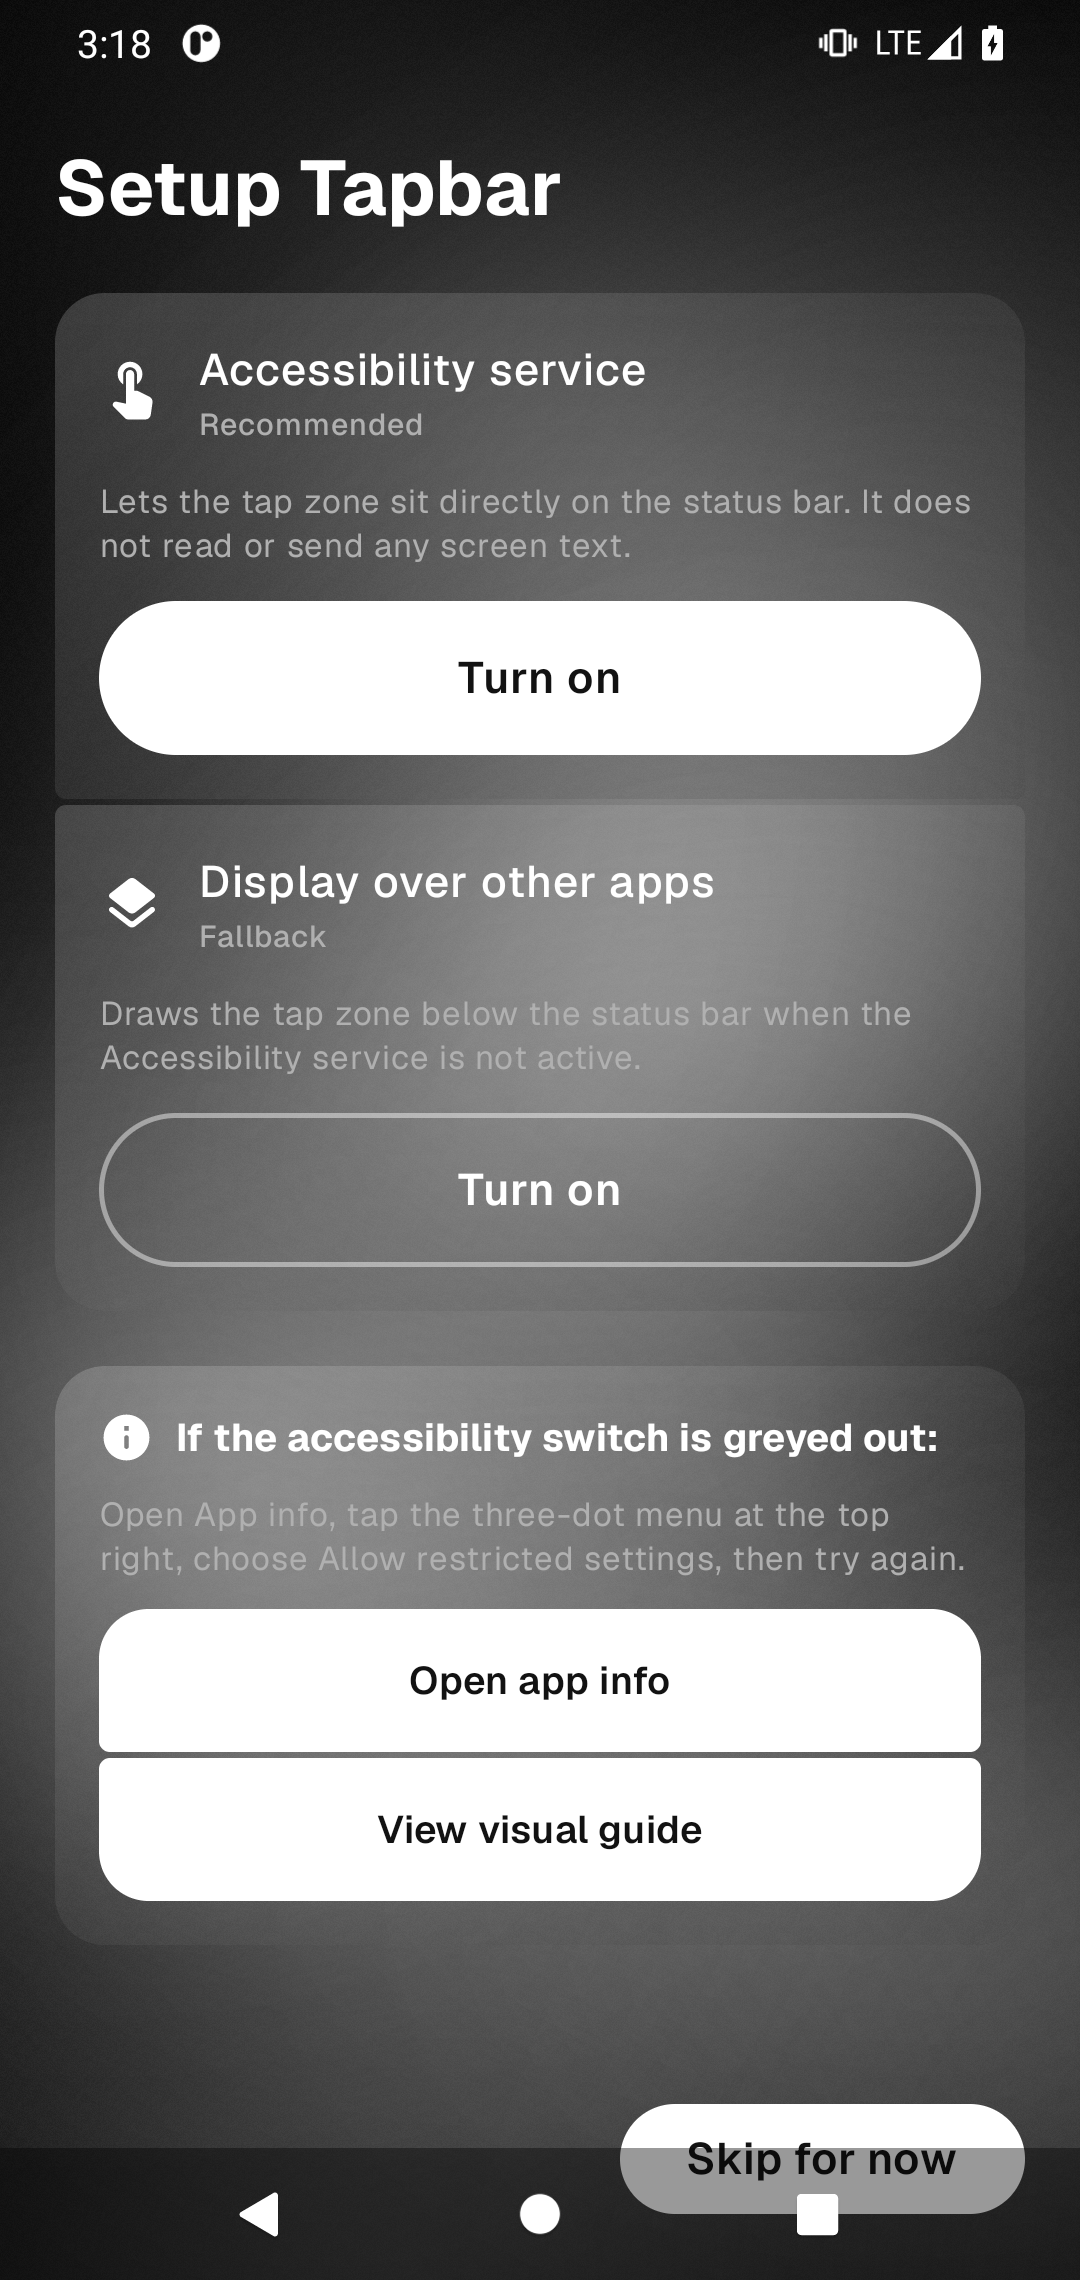 3:18
LTE
Setup Tapbar
Accessibility service
Recommended
Lets the tap zone sit directly on the status bar. It does
not read or send any screen text.
Turn on
Display over other apps
Fallback
Draws the tap zone below the status bar when the
Accessibility service is not active.
Turn on
If the accessibility switch is greyed out:
Open App info, tap the three-dot menu at the top
right, choose Allow restricted settings, then try again.
Open app info
View visual guide
Skip for now